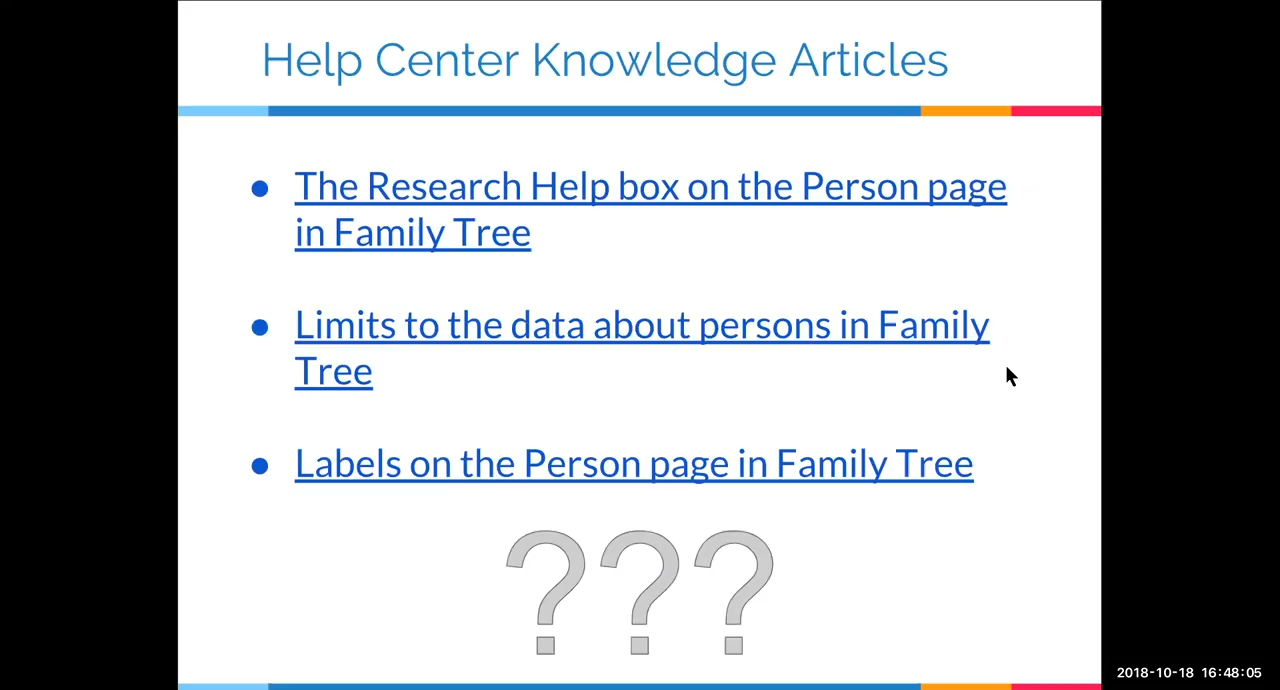 Help Center Knowledge Articles
● The Research Help box on the Person page
in Family Tree
● Limits to the data about persons in Family
Tree
● Labels on the Person page in Family Tree
???
2018-10-18 16:48:05